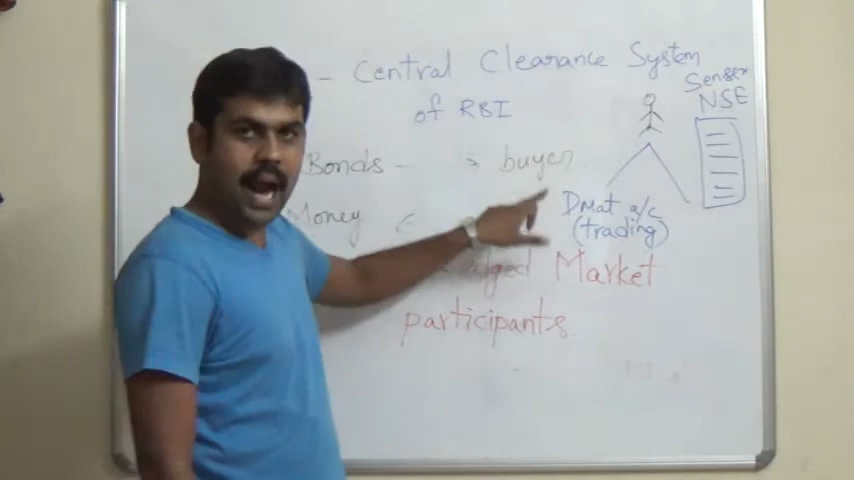 - Central Clearance System
of RBI
Sensex
NSE
Bonds - > buyer
Money <
DMat a/c
(trading)
Market
participants